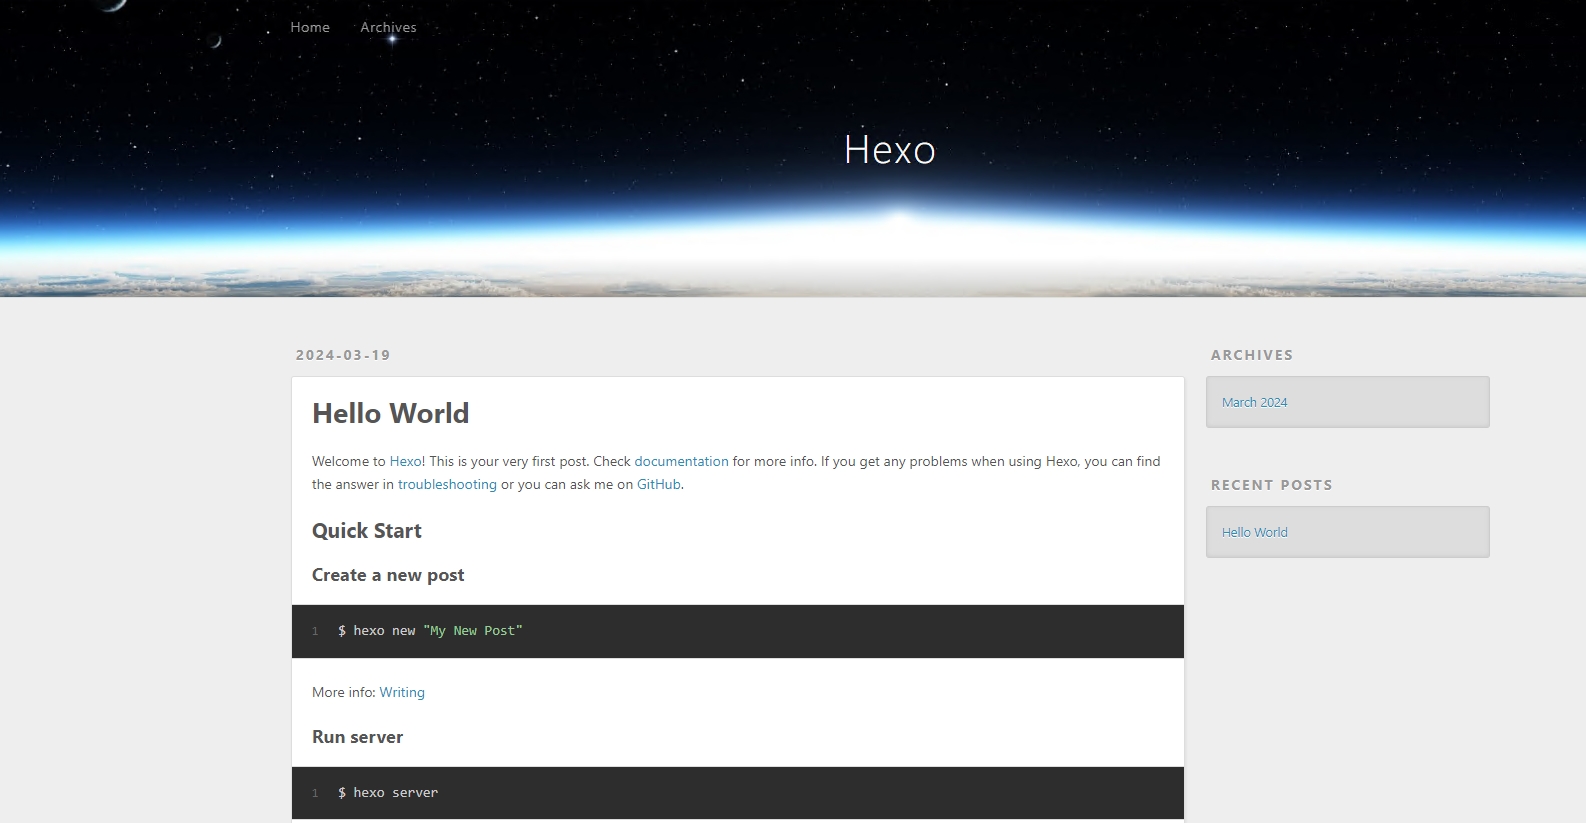 Home Archives
Hexo
2024-03-19
Hello World
Welcome to Hexo! This is your very first post. Check documentation for more info. If you get any problems when using Hexo, you can find
the answer in troubleshooting or you can ask me on GitHub.
Quick Start
Create a new post
1 $ hexo new "My New Post"
More info: Writing
Run server
1 $ hexo server
ARCHIVES
March 2024
RECENT POSTS
Hello World